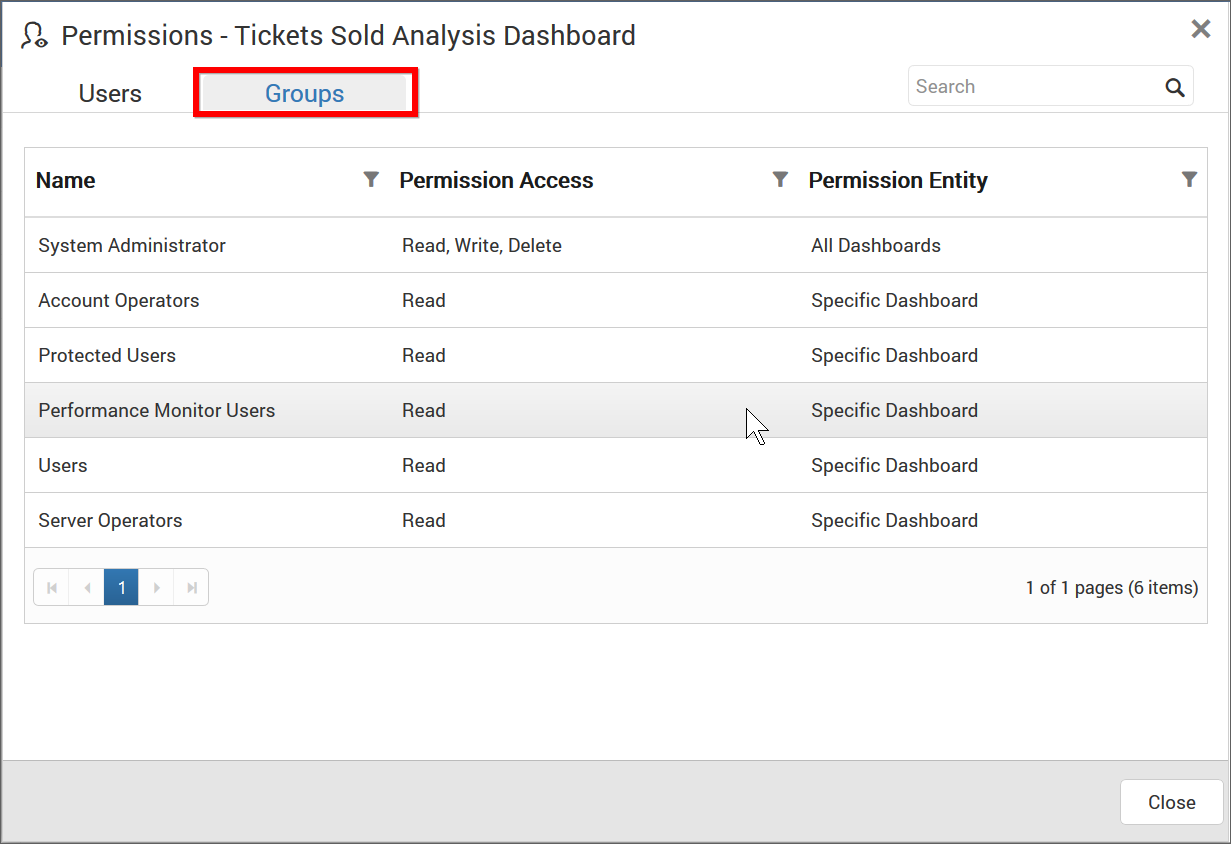 Permissions - Tickets Sold Analysis Dashboard
Users Groups Search
Name Permission Access Permission Entity
System Administrator Read, Write, Delete All Dashboards
Account Operators Read Specific Dashboard
Protected Users Read Specific Dashboard
Performance Monitor Users Read Specific Dashboard
Users Read Specific Dashboard
Server Operators Read Specific Dashboard
1 1 of 1 pages (6 items)
Close